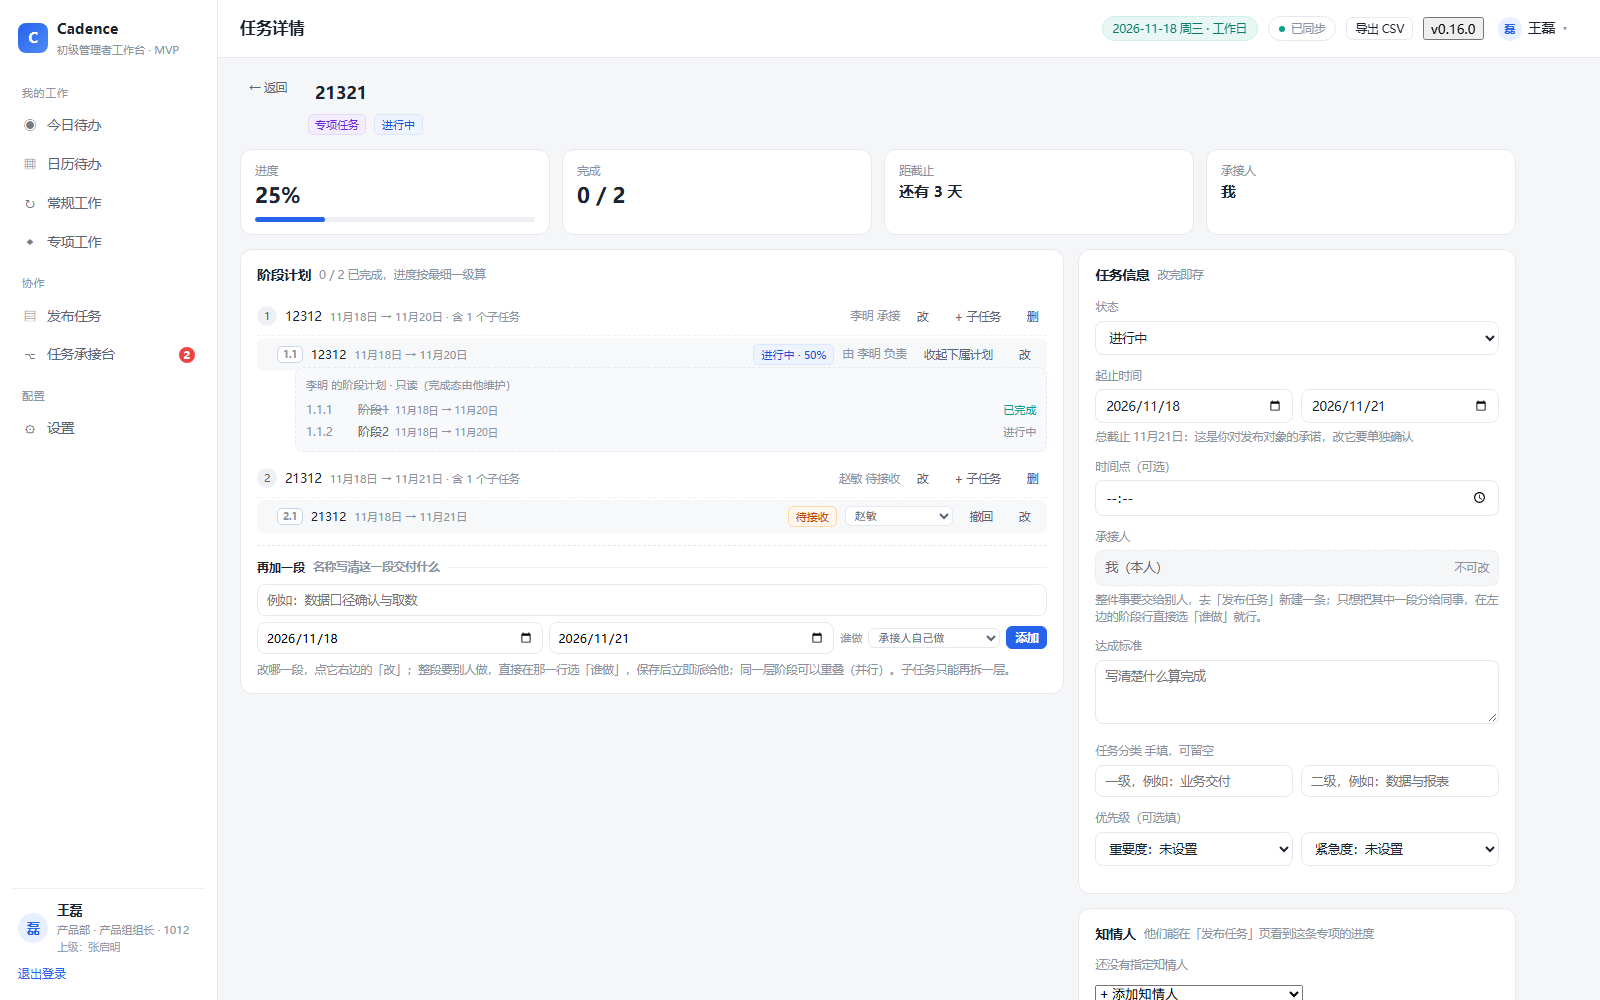 C
Cadence
初级管理者工作台 · MVP
我的工作
今日待办
日历待办
常规工作
专项工作
协作
发布任务
任务承接台
2
配置
设置
磊
王磊
产品部 · 产品组组长 · 1012
上级：张启明
退出登录
任务详情
2026-11-18 周三 · 工作日
已同步
导出 CSV
v0.16.0
磊 王磊
← 返回
21321
专项任务
进行中
进度
25%
完成
0 / 2
距截止
还有 3 天
承接人
我
阶段计划 0 / 2 已完成，进度按最细一级算
1 12312 11月18日 → 11月20日 · 含 1 个子任务 李明 承接 改 + 子任务 删
1.1 12312 11月18日 → 11月20日 进行中 · 50% 由 李明 负责 收起下属计划 改
李明 的阶段计划 · 只读（完成态由他维护）
1.1.1 阶段1 11月18日 → 11月20日 已完成
1.1.2 阶段2 11月18日 → 11月20日 进行中
2 21312 11月18日 → 11月21日 · 含 1 个子任务 赵敏 待接收 改 + 子任务 删
2.1 21312 11月18日 → 11月21日 待接收 赵敏 撤回 改
再加一段 名称写清这一段交付什么
例如：数据口径确认与取数
2026/11/18 2026/11/21 谁做 承接人自己做 添加
改哪一段，点它右边的「改」；整段要别人做，直接在那一行选「谁做」，保存后立即派给他；同一层阶段可以重叠（并行）。子任务只能再拆一层。
任务信息 改完即存
状态
进行中
起止时间
2026/11/18 2026/11/21
总截止 11月21日：这是你对发布对象的承诺，改它要单独确认
时间点（可选）
--:--
承接人
我（本人） 不可改
整件事要交给别人，去「发布任务」新建一条；只想把其中一段分给同事，在左
边的阶段行直接选「谁做」就行。
达成标准
写清楚什么算完成
任务分类 手填，可留空
一级，例如：业务交付 二级，例如：数据与报表
优先级（可选填）
重要度：未设置 紧急度：未设置
知情人 他们能在「发布任务」页看到这条专项的进度
还没有指定知情人
+ 添加知情人